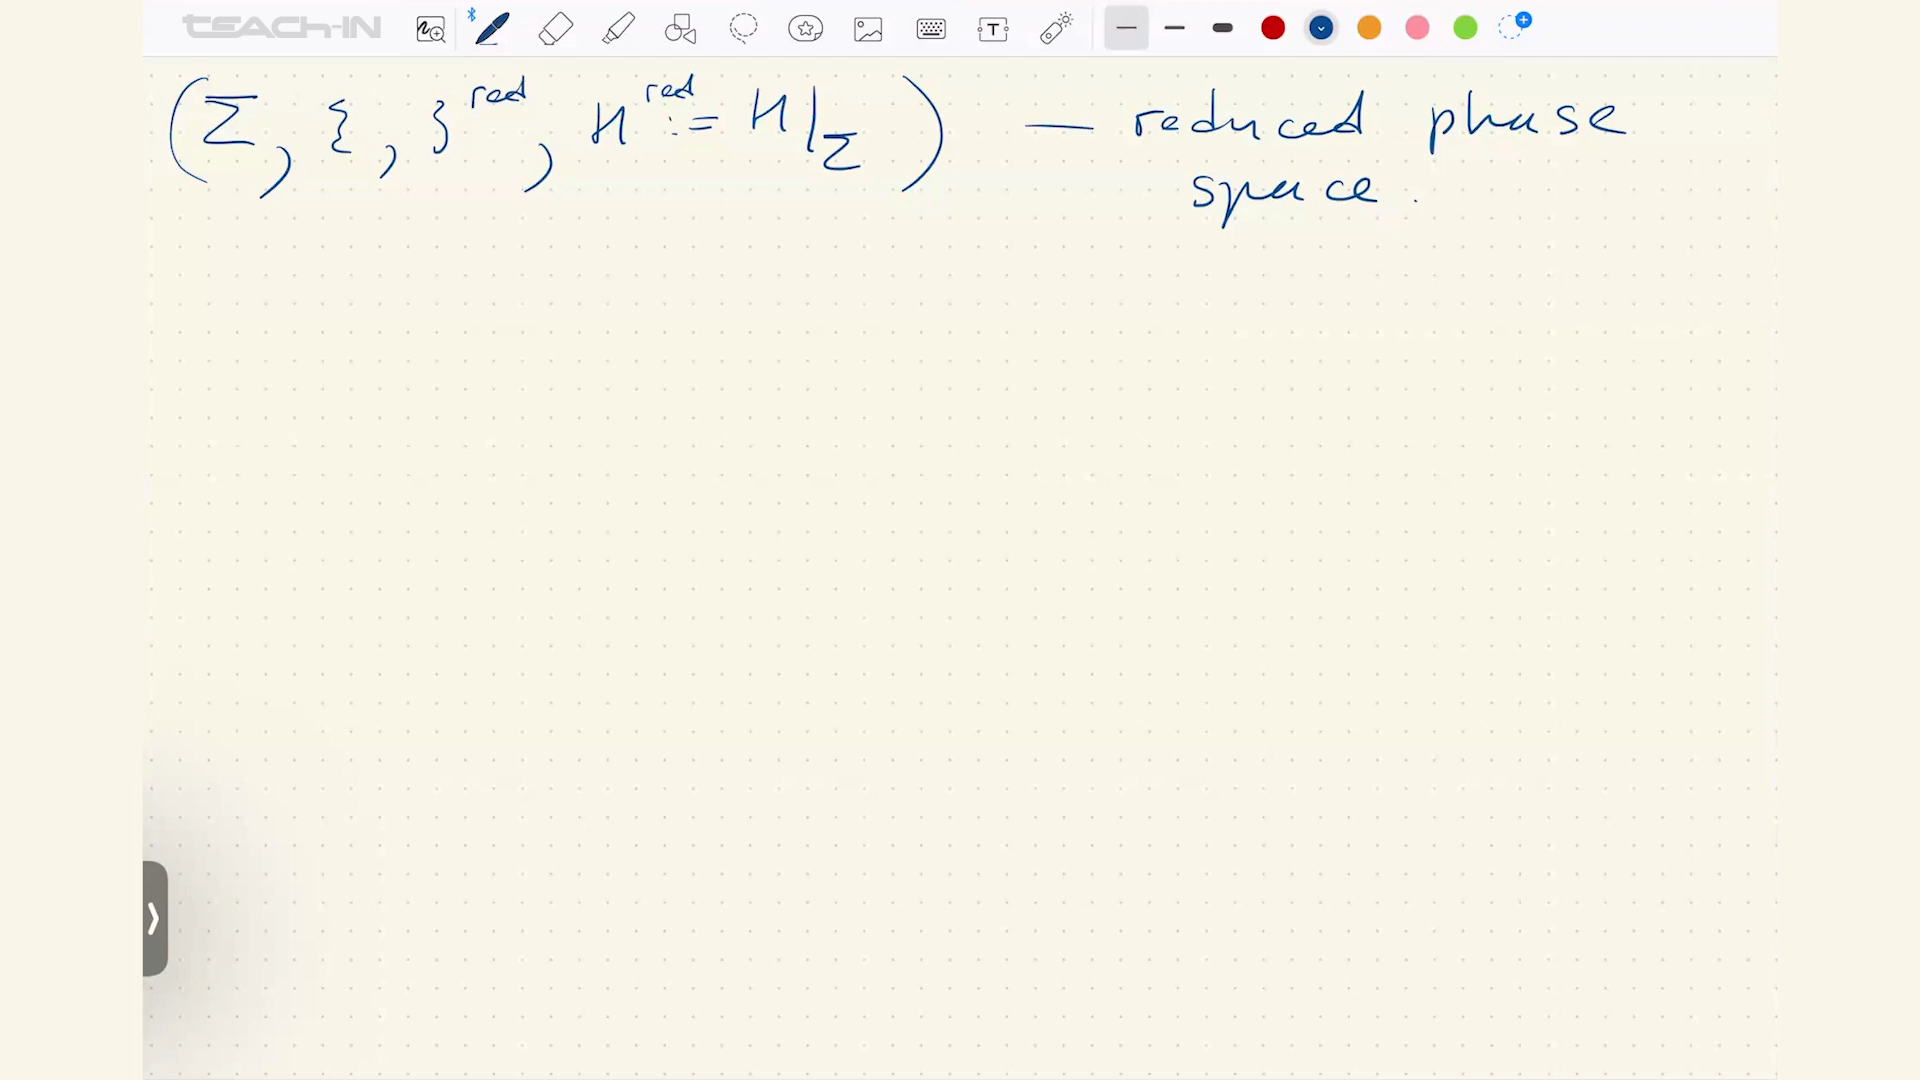 TEACH-IN
T
(Σ, { , }^red, H^red := H|_Σ) — reduced phase
space.